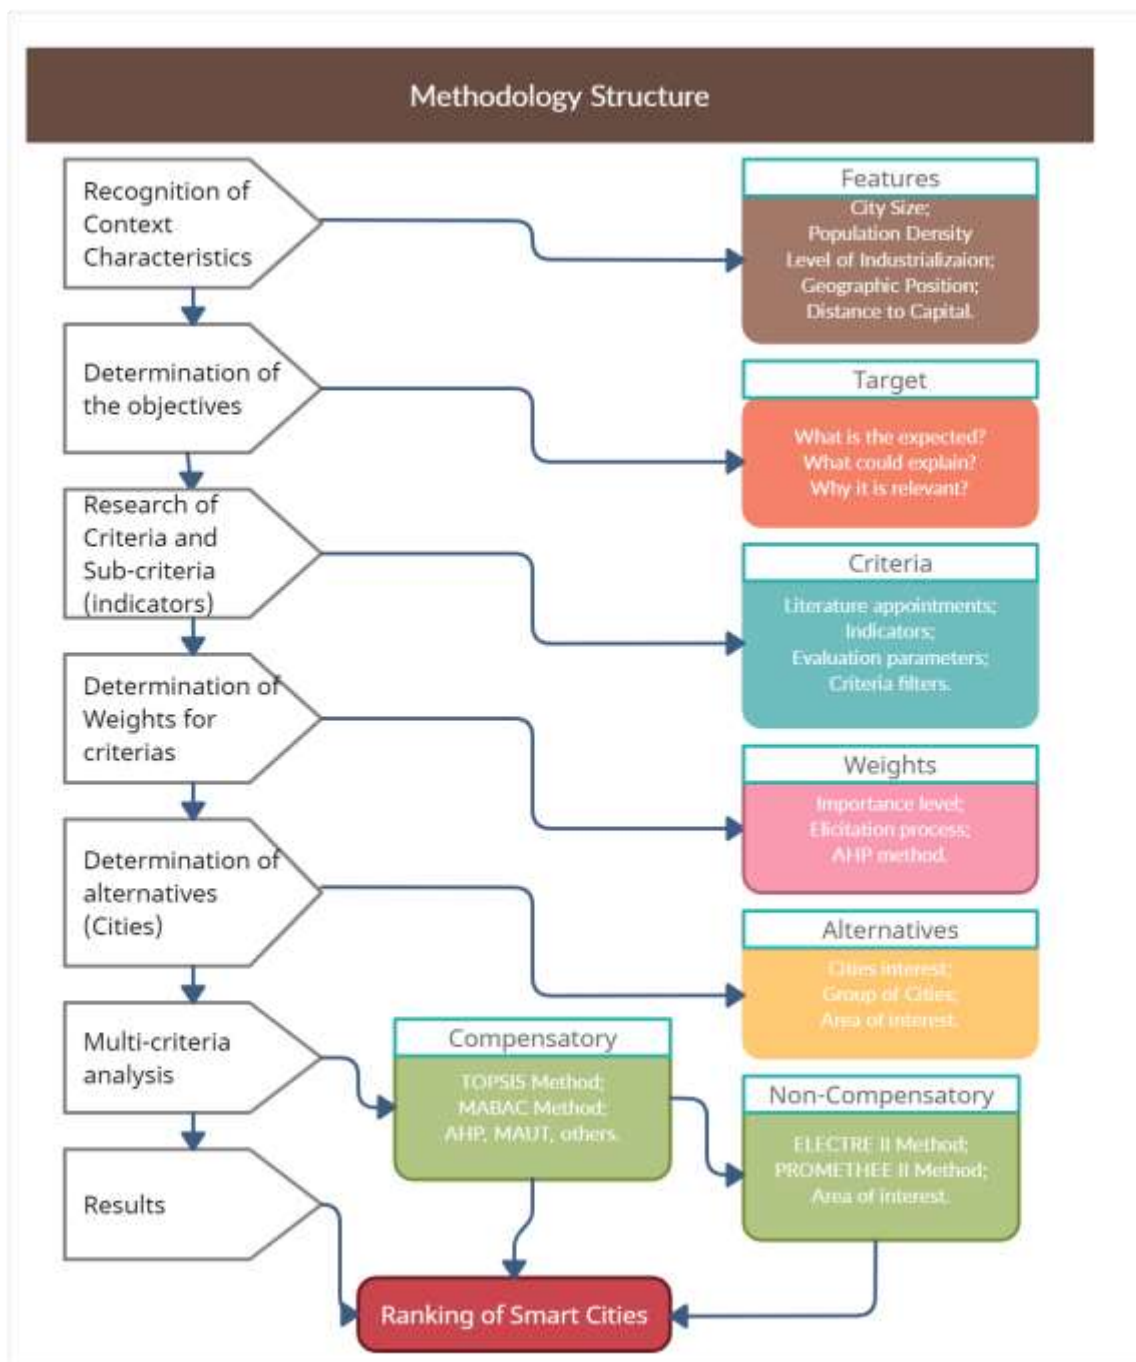 Methodology Structure
Recognition of
Context
Characteristics
Features
City Size;
Population Density
Level of Industrializaion;
Geographic Position;
Distance to Capital.
Determination of
the objectives
Target
What is the expected?
What could explain?
Why it is relevant?
Research of
Criteria and
Sub-criteria
(indicators)
Criteria
Literature appointments;
Indicators;
Evaluation parameters;
Criteria filters.
Determination of
Weights for
criterias
Weights
Importance level;
Elicitation process;
AHP method.
Determination of
alternatives
(Cities)
Alternatives
Cities interest;
Group of Cities;
Area of interest.
Multi-criteria
analysis
Compensatory
TOPSIS Method;
MABAC Method;
AHP, MAUT, others.
Non-Compensatory
ELECTRE II Method;
PROMETHEE II Method;
Area of interest.
Results
Ranking of Smart Cities